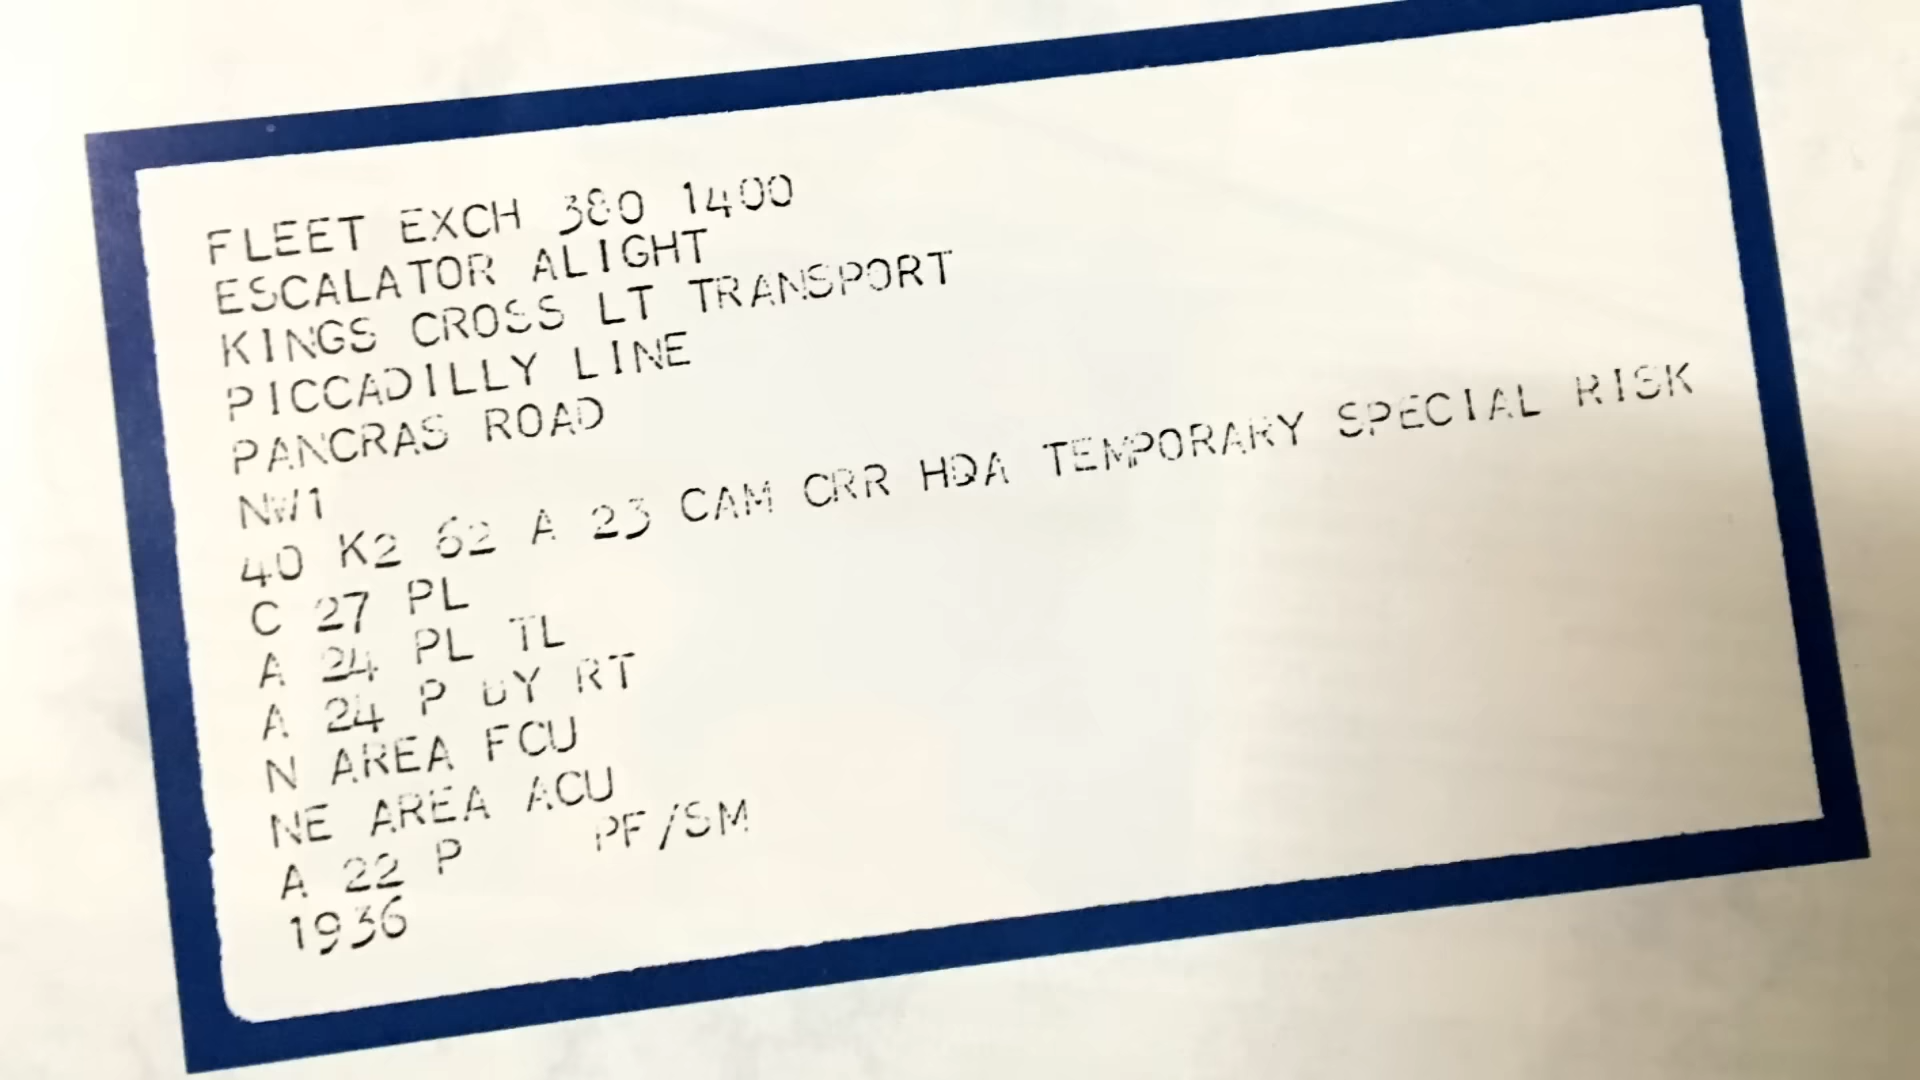 FLEET EXCH 380 1400
ESCALATOR ALIGHT
KINGS CROSS LT TRANSPORT
PICCADILLY LINE
PANCRAS ROAD
NW1
40 K2 62 A 23 CAM CRR HQA TEMPORARY SPECIAL RISK
C 27 PL
A 24 PL TL
A 24 P BY RT
N AREA FCU
NE AREA ACU
A 22 P PF/SM
1936